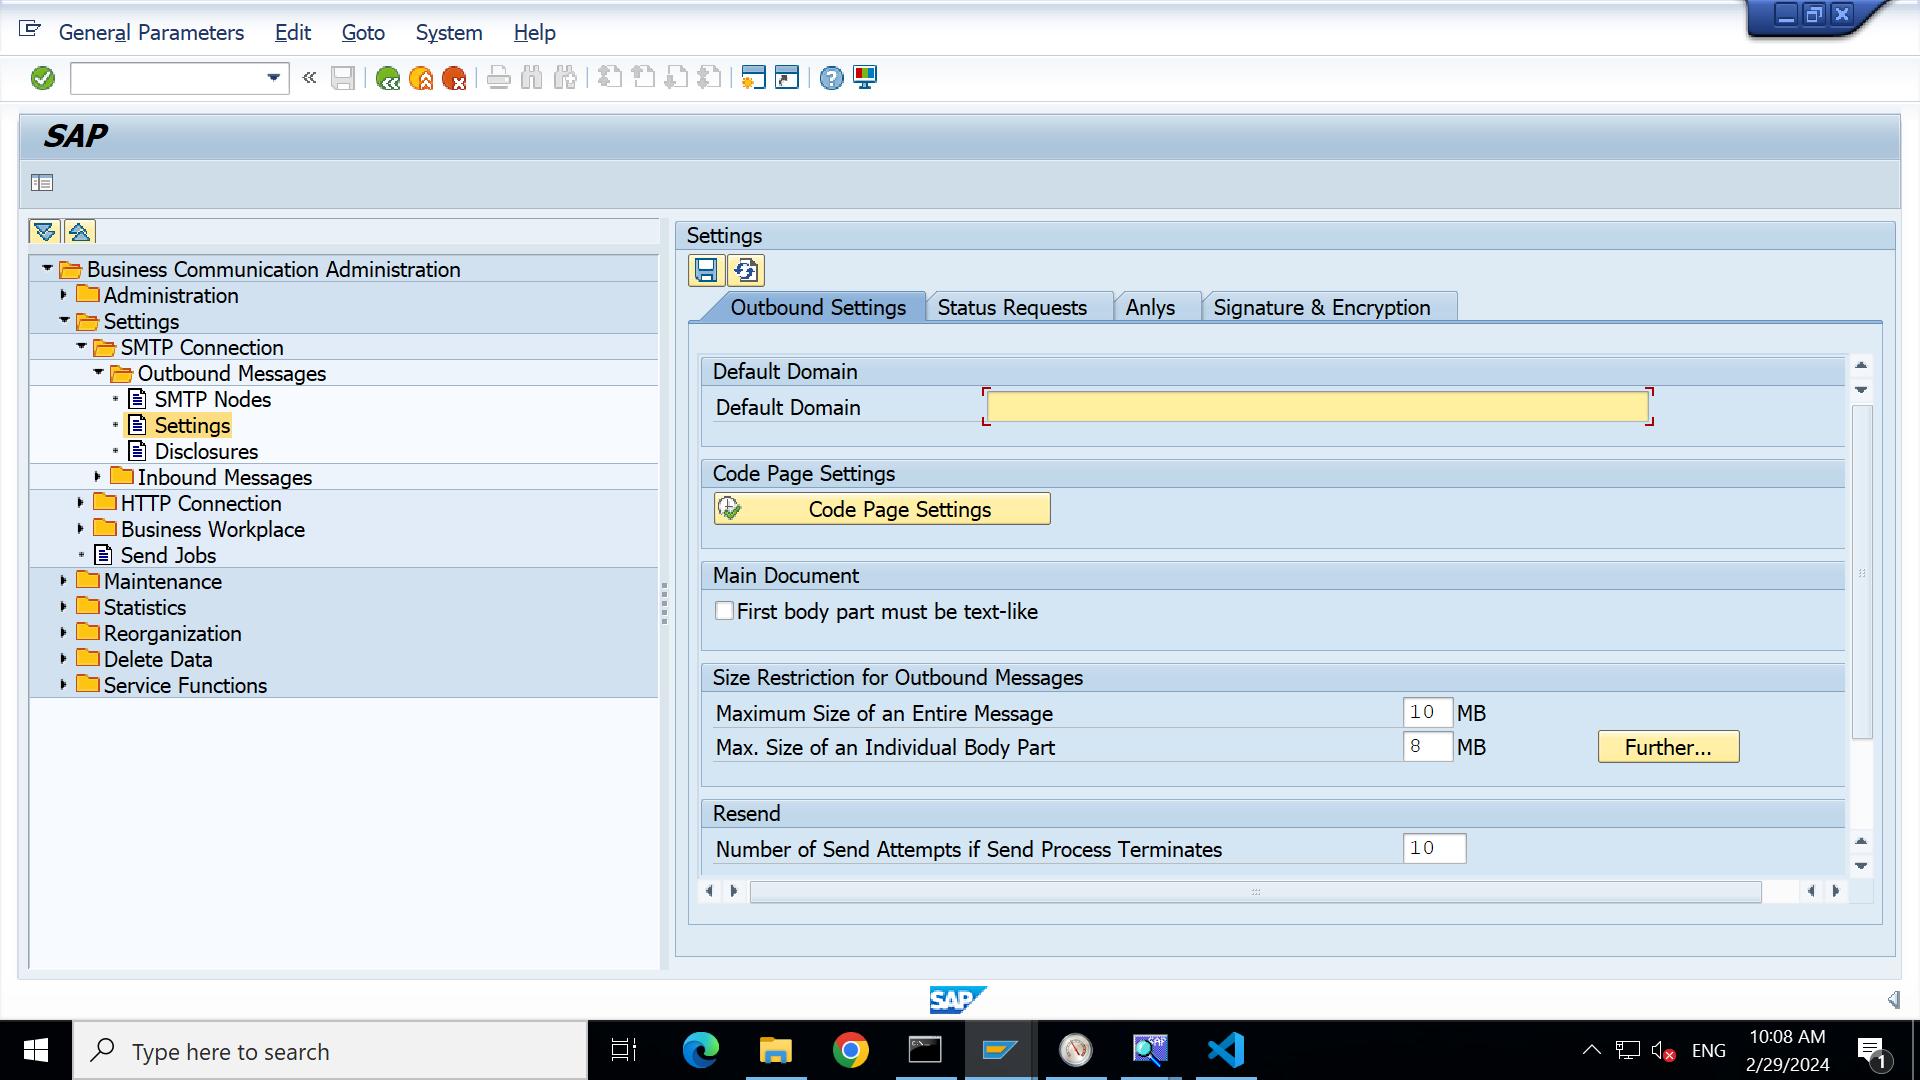 General Parameters Edit Goto System Help
SAP
Settings
Business Communication Administration
Administration
Settings
SMTP Connection
Outbound Messages
SMTP Nodes
Settings
Disclosures
Inbound Messages
HTTP Connection
Business Workplace
Send Jobs
Maintenance
Statistics
Reorganization
Delete Data
Service Functions
Outbound Settings Status Requests Anlys Signature & Encryption
Default Domain
Default Domain
Code Page Settings
Code Page Settings
Main Document
First body part must be text-like
Size Restriction for Outbound Messages
Maximum Size of an Entire Message 10 MB
Max. Size of an Individual Body Part 8 MB Further...
Resend
Number of Send Attempts if Send Process Terminates 10
SAP
Type here to search
ENG
10:08 AM
2/29/2024
1